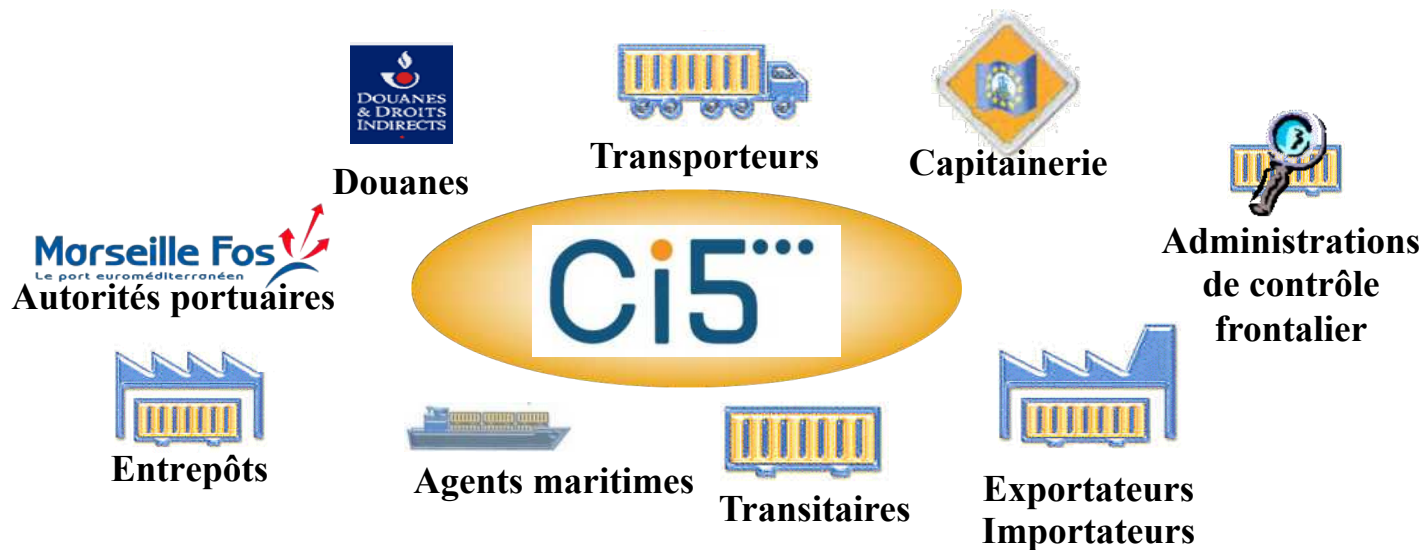 DOUANES
& DROITS
INDIRECTS
Douanes
Transporteurs
Capitainerie
Administrations
de contrôle
frontalier
Marseille Fos
Le port euroméditerranéen
Autorités portuaires
Ci5
Entrepôts
Agents maritimes
Transitaires
Exportateurs
Importateurs